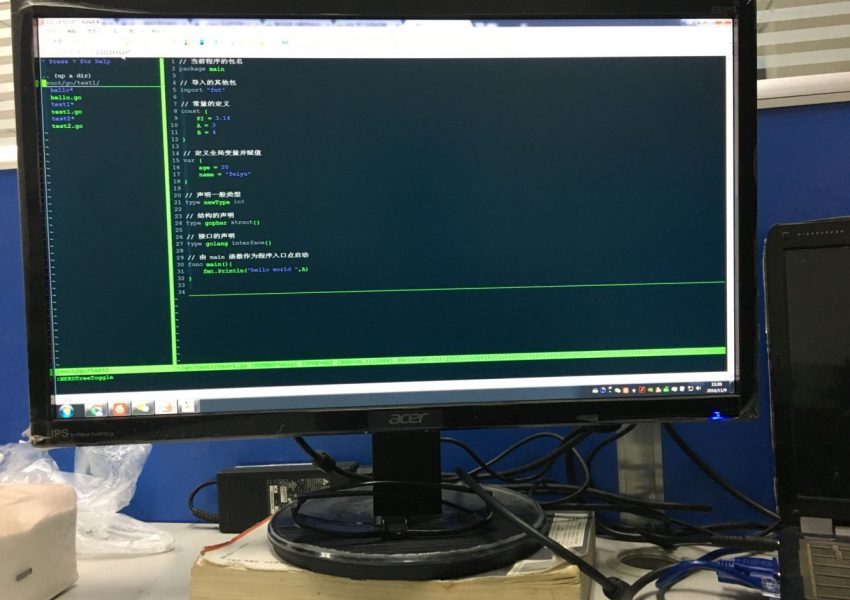 " Press ? for help
.. (up a dir)
/root/go/test1/
hello*
hello.go
test1*
test1.go
test2*
test2.go
1 // 当前程序的包名
2 package main
3
4 // 导入的其他包
5 import "fmt"
6
7 // 常量的定义
8 const (
9 PI = 3.14
10 A = 3
11 B = 4
12 )
13
14 // 定义全局变量并赋值
15 var (
16 age = 20
17 name = "feiyu"
18 )
19
20 // 声明一般类型
21 type newType int
22
23 // 结构的声明
24 type gopher struct{}
25
26 // 接口的声明
27 type golang interface{}
28
29 // 由 main 函数作为程序入口点启动
30 func main(){
31 fmt.Println("hello world ",A)
32 }
33
34
:NERDTreeToggle
15:20
2016/11/9
acer
IPS